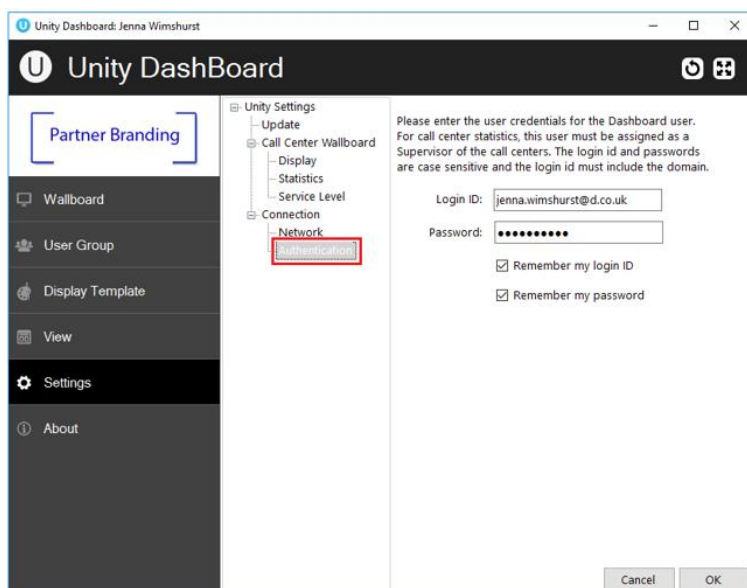 Unity Dashboard: Jenna Wimshurst
Unity DashBoard
Partner Branding
Wallboard
User Group
Display Template
View
Settings
About
Unity Settings
Update
Call Center Wallboard
Display
Statistics
Service Level
Connection
Network
Authentication
Please enter the user credentials for the Dashboard user.
For call center statistics, this user must be assigned as a
Supervisor of the call centers. The login id and passwords
are case sensitive and the login id must include the domain.
Login ID: jenna.wimshurst@d.co.uk
Password: ●●●●●●●●●●
Remember my login ID
Remember my password
Cancel OK